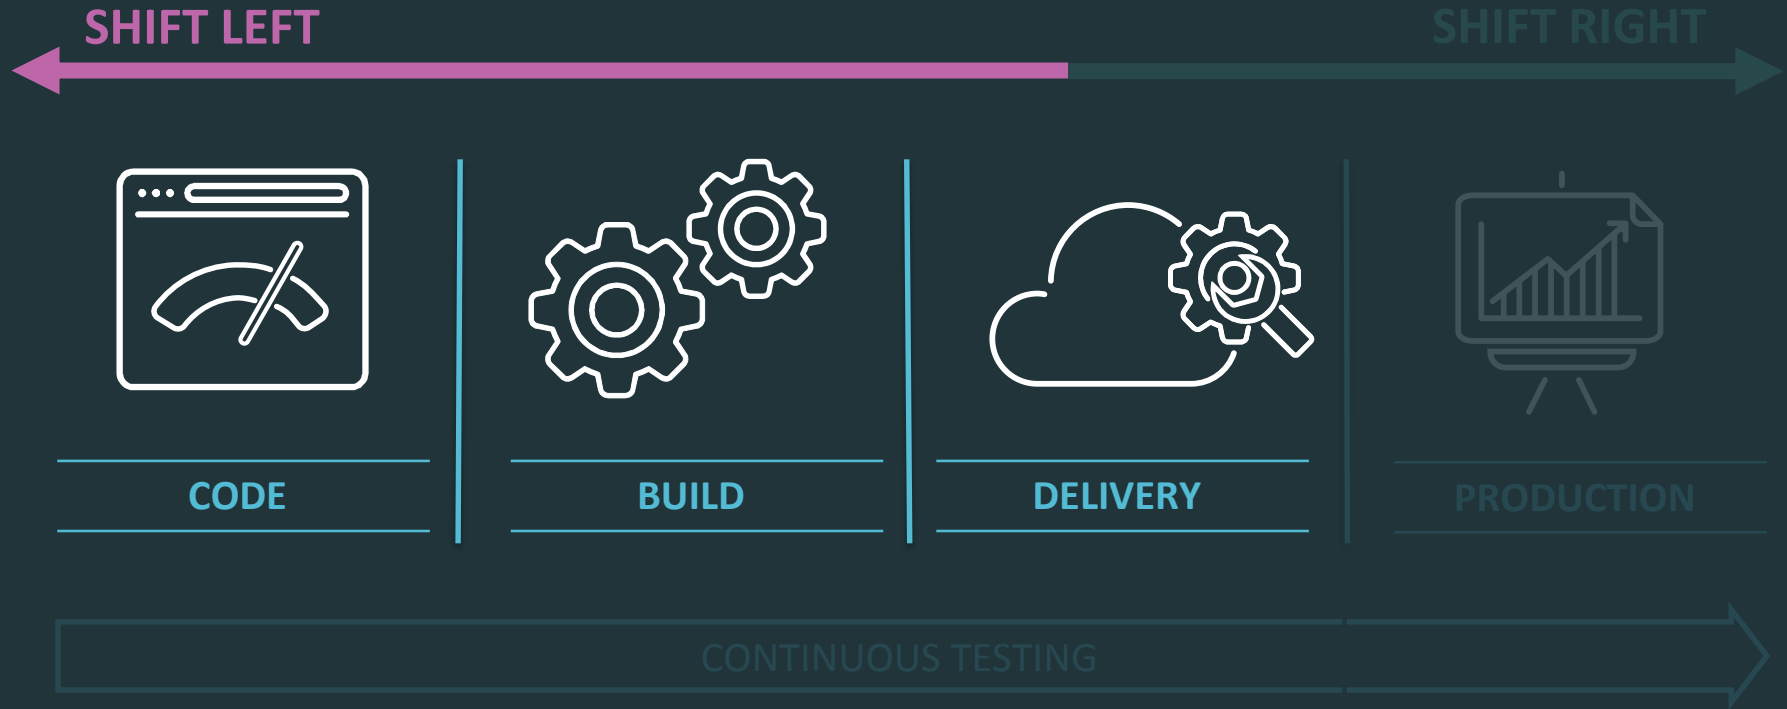 SHIFT LEFT
SHIFT RIGHT
CODE
BUILD
DELIVERY
PRODUCTION
CONTINUOUS TESTING